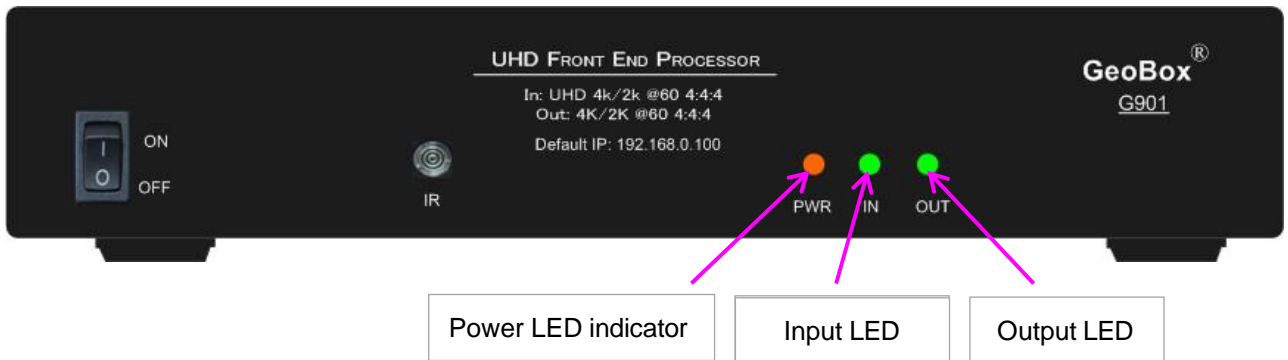 UHD FRONT END PROCESSOR
In: UHD 4k/2k @60 4:4:4
Out: 4K/2K @60 4:4:4
Default IP: 192.168.0.100
GeoBox®
G901
I
O
ON
OFF
IR
PWR
IN
OUT
Power LED indicator
Input LED
Output LED